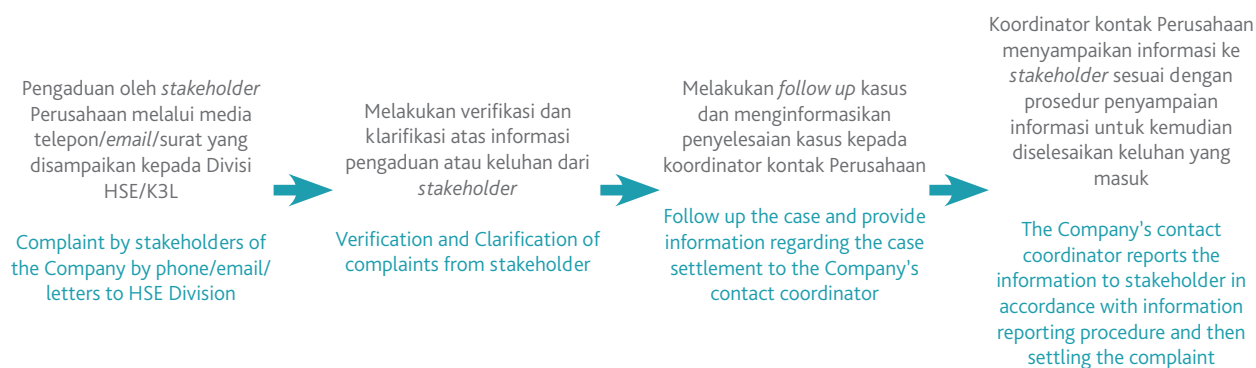 Pengaduan oleh stakeholder
Perusahaan melalui media
telepon/email/surat yang
disampaikan kepada Divisi
HSE/K3L
Complaint by stakeholders of
the Company by phone/email/
letters to HSE Division
Melakukan verifikasi dan
klarifikasi atas informasi
pengaduan atau keluhan dari
stakeholder
Verification and Clarification of
complaints from stakeholder
Melakukan follow up kasus
dan menginformasikan
penyelesaian kasus kepada
koordinator kontak Perusahaan
Follow up the case and provide
information regarding the case
settlement to the Company's
contact coordinator
Koordinator kontak Perusahaan
menyampaikan informasi ke
stakeholder sesuai dengan
prosedur penyampaian
informasi untuk kemudian
diselesaikan keluhan yang
masuk
The Company's contact
coordinator reports the
information to stakeholder in
accordance with information
reporting procedure and then
settling the complaint